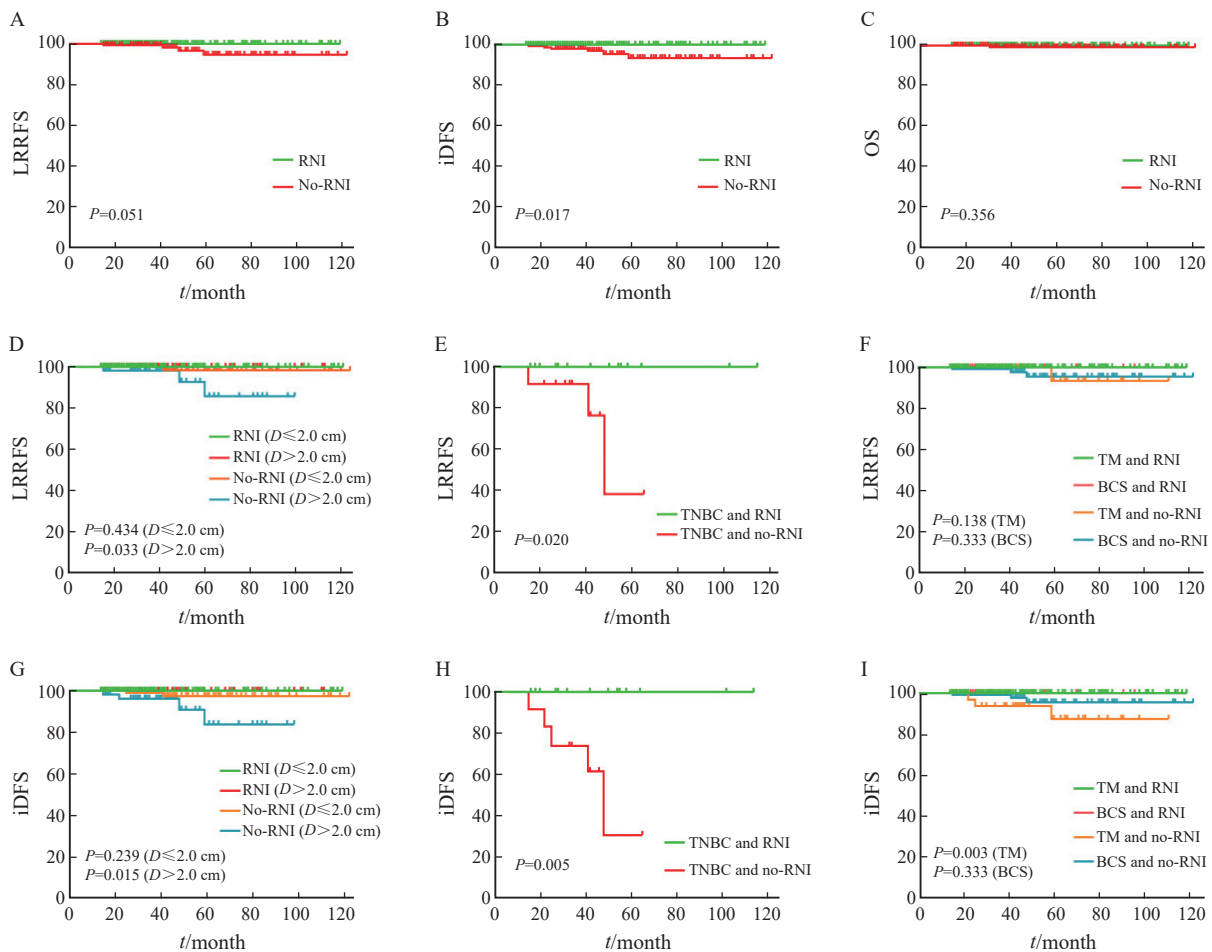 A
100
80
60
40
20
0
LRRFS
RNI
No-RNI
P=0.051
0 20 40 60 80 100 120
t/month
B
100
80
60
40
20
0
iDFS
RNI
No-RNI
P=0.017
0 20 40 60 80 100 120
t/month
C
100
80
60
40
20
0
OS
RNI
No-RNI
P=0.356
0 20 40 60 80 100 120
t/month
D
100
80
60
40
20
0
LRRFS
RNI (D≤2.0 cm)
RNI (D>2.0 cm)
No-RNI (D≤2.0 cm)
No-RNI (D>2.0 cm)
P=0.434 (D≤2.0 cm)
P=0.033 (D>2.0 cm)
0 20 40 60 80 100 120
t/month
E
100
80
60
40
20
0
LRRFS
TNBC and RNI
TNBC and no-RNI
P=0.020
0 20 40 60 80 100 120
t/month
F
100
80
60
40
20
0
LRRFS
TM and RNI
BCS and RNI
TM and no-RNI
BCS and no-RNI
P=0.138 (TM)
P=0.333 (BCS)
0 20 40 60 80 100 120
t/month
G
100
80
60
40
20
0
iDFS
RNI (D≤2.0 cm)
RNI (D>2.0 cm)
No-RNI (D≤2.0 cm)
No-RNI (D>2.0 cm)
P=0.239 (D≤2.0 cm)
P=0.015 (D>2.0 cm)
0 20 40 60 80 100 120
t/month
H
100
80
60
40
20
0
iDFS
TNBC and RNI
TNBC and no-RNI
P=0.005
0 20 40 60 80 100 120
t/month
I
100
80
60
40
20
0
iDFS
TM and RNI
BCS and RNI
TM and no-RNI
BCS and no-RNI
P=0.003 (TM)
P=0.333 (BCS)
0 20 40 60 80 100 120
t/month